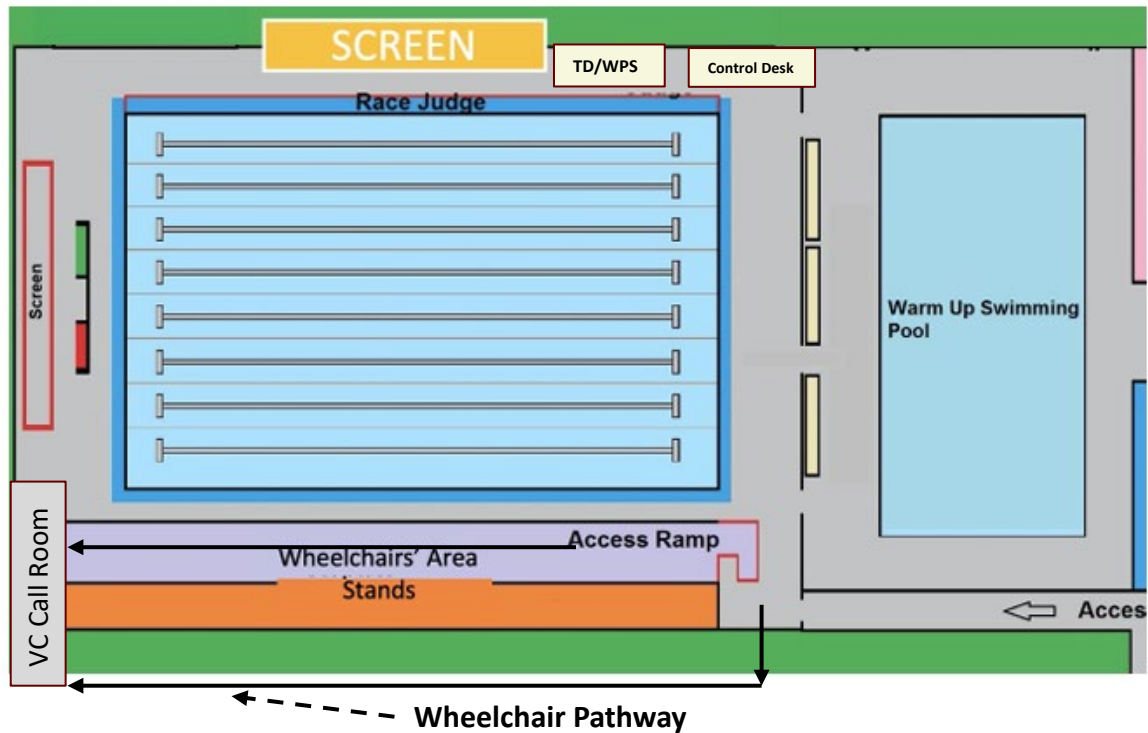 SCREEN
TD/WPS
Control Desk
Race Judge
Screen
Warm Up Swimming
Pool
VC Call Room
Access Ramp
Wheelchairs' Area
Stands
Acces
Wheelchair Pathway